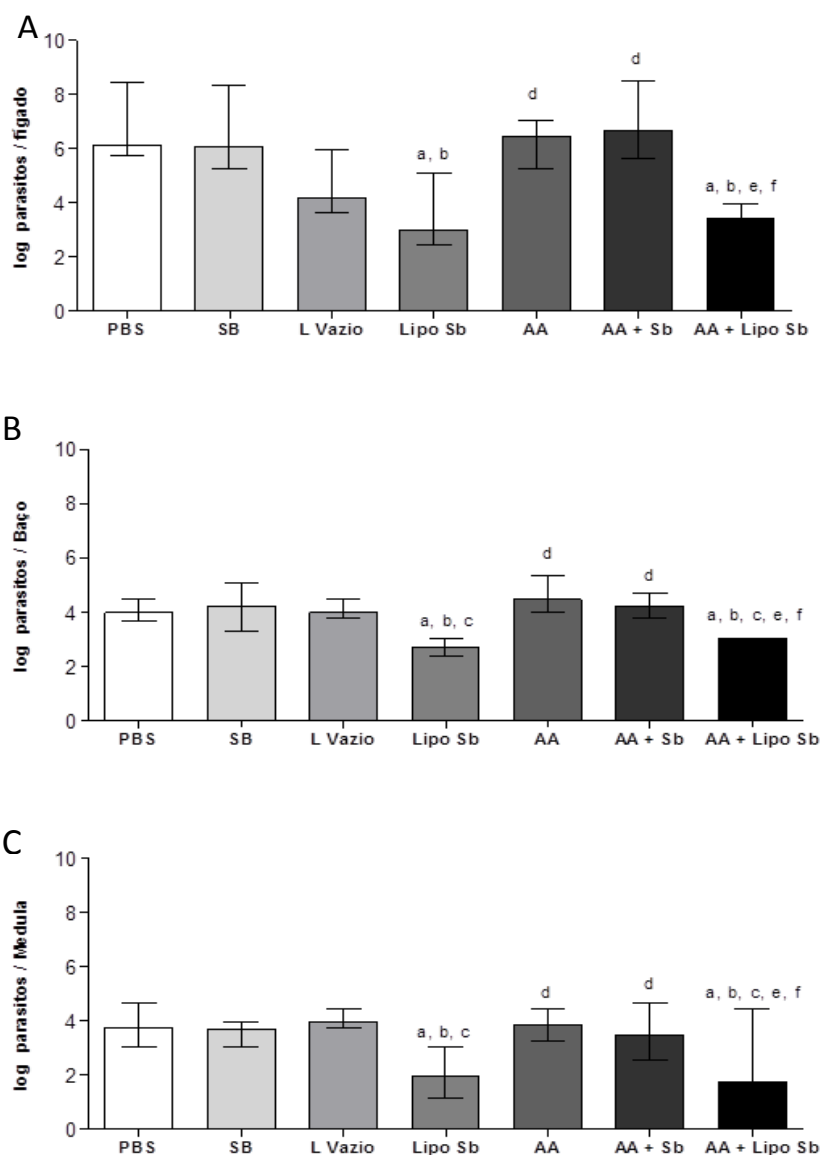 A
log parasitos / fígado
10
8
6
4
2
0
a, b
d
d
a, b, e, f
PBS SB L Vazio Lipo Sb AA AA + Sb AA + Lipo Sb
B
log parasitos / Baço
10
8
6
4
2
0
a, b, c
d
d
a, b, c, e, f
PBS SB L Vazio Lipo Sb AA AA + Sb AA + Lipo Sb
C
log parasitos / Medula
10
8
6
4
2
0
a, b, c
d
d
a, b, c, e, f
PBS SB L Vazio Lipo Sb AA AA + Sb AA + Lipo Sb